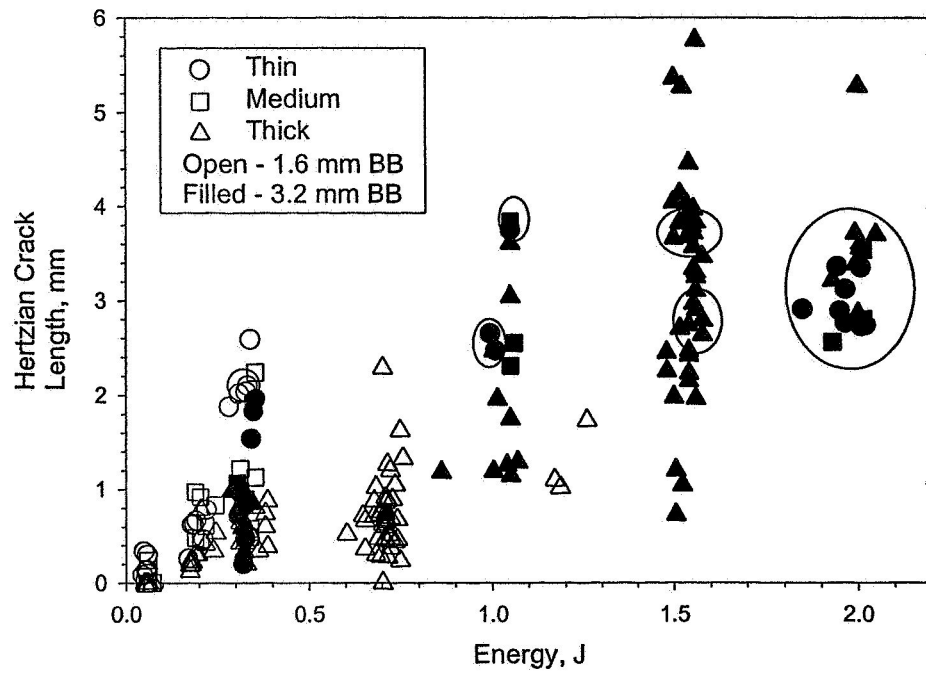 6
5
4
3
2
1
0
Hertzian Crack
Length, mm
Thin
Medium
Thick
Open - 1.6 mm BB
Filled - 3.2 mm BB
0.0 0.5 1.0 1.5 2.0
Energy, J